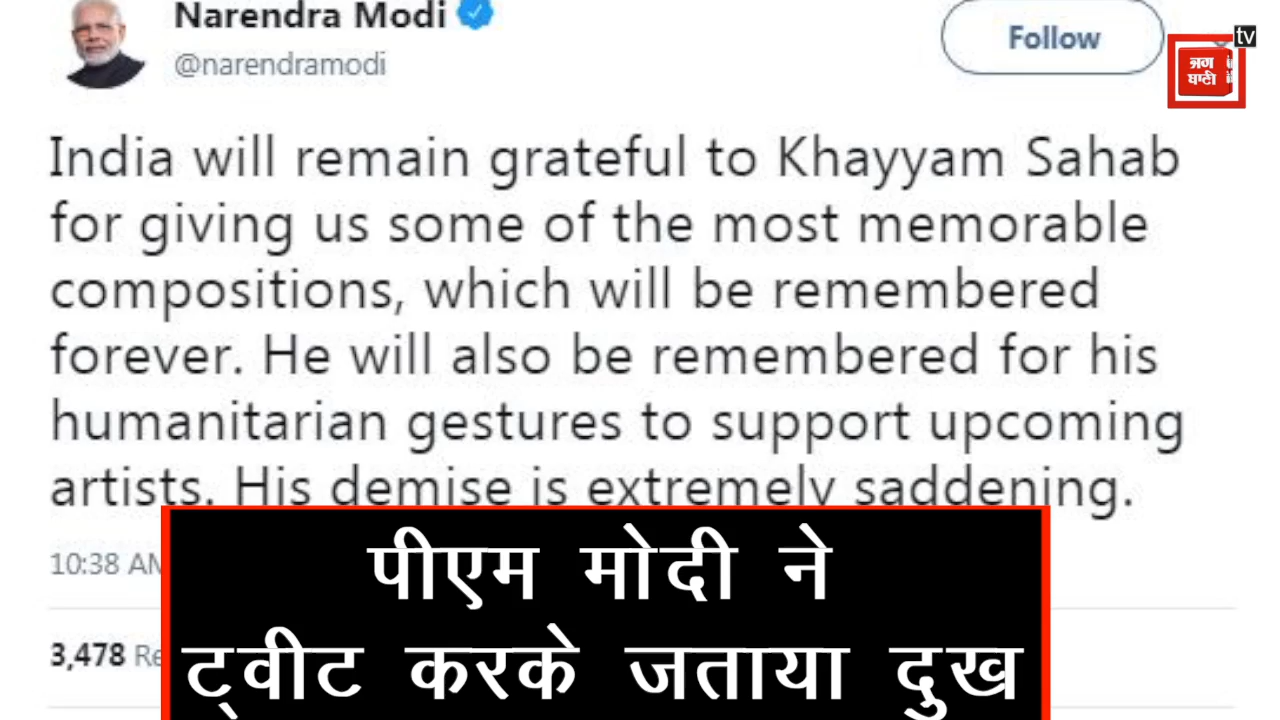 Narendra Modi
@narendramodi
Follow
tv
ਜਗ
ਬਾਣੀ
India will remain grateful to Khayyam Sahab
for giving us some of the most memorable
compositions, which will be remembered
forever. He will also be remembered for his
humanitarian gestures to support upcoming
artists. His demise is extremely saddening.
10:38 AM
3,478 Re
पीएम मोदी ने
ट्वीट करके जताया दुख